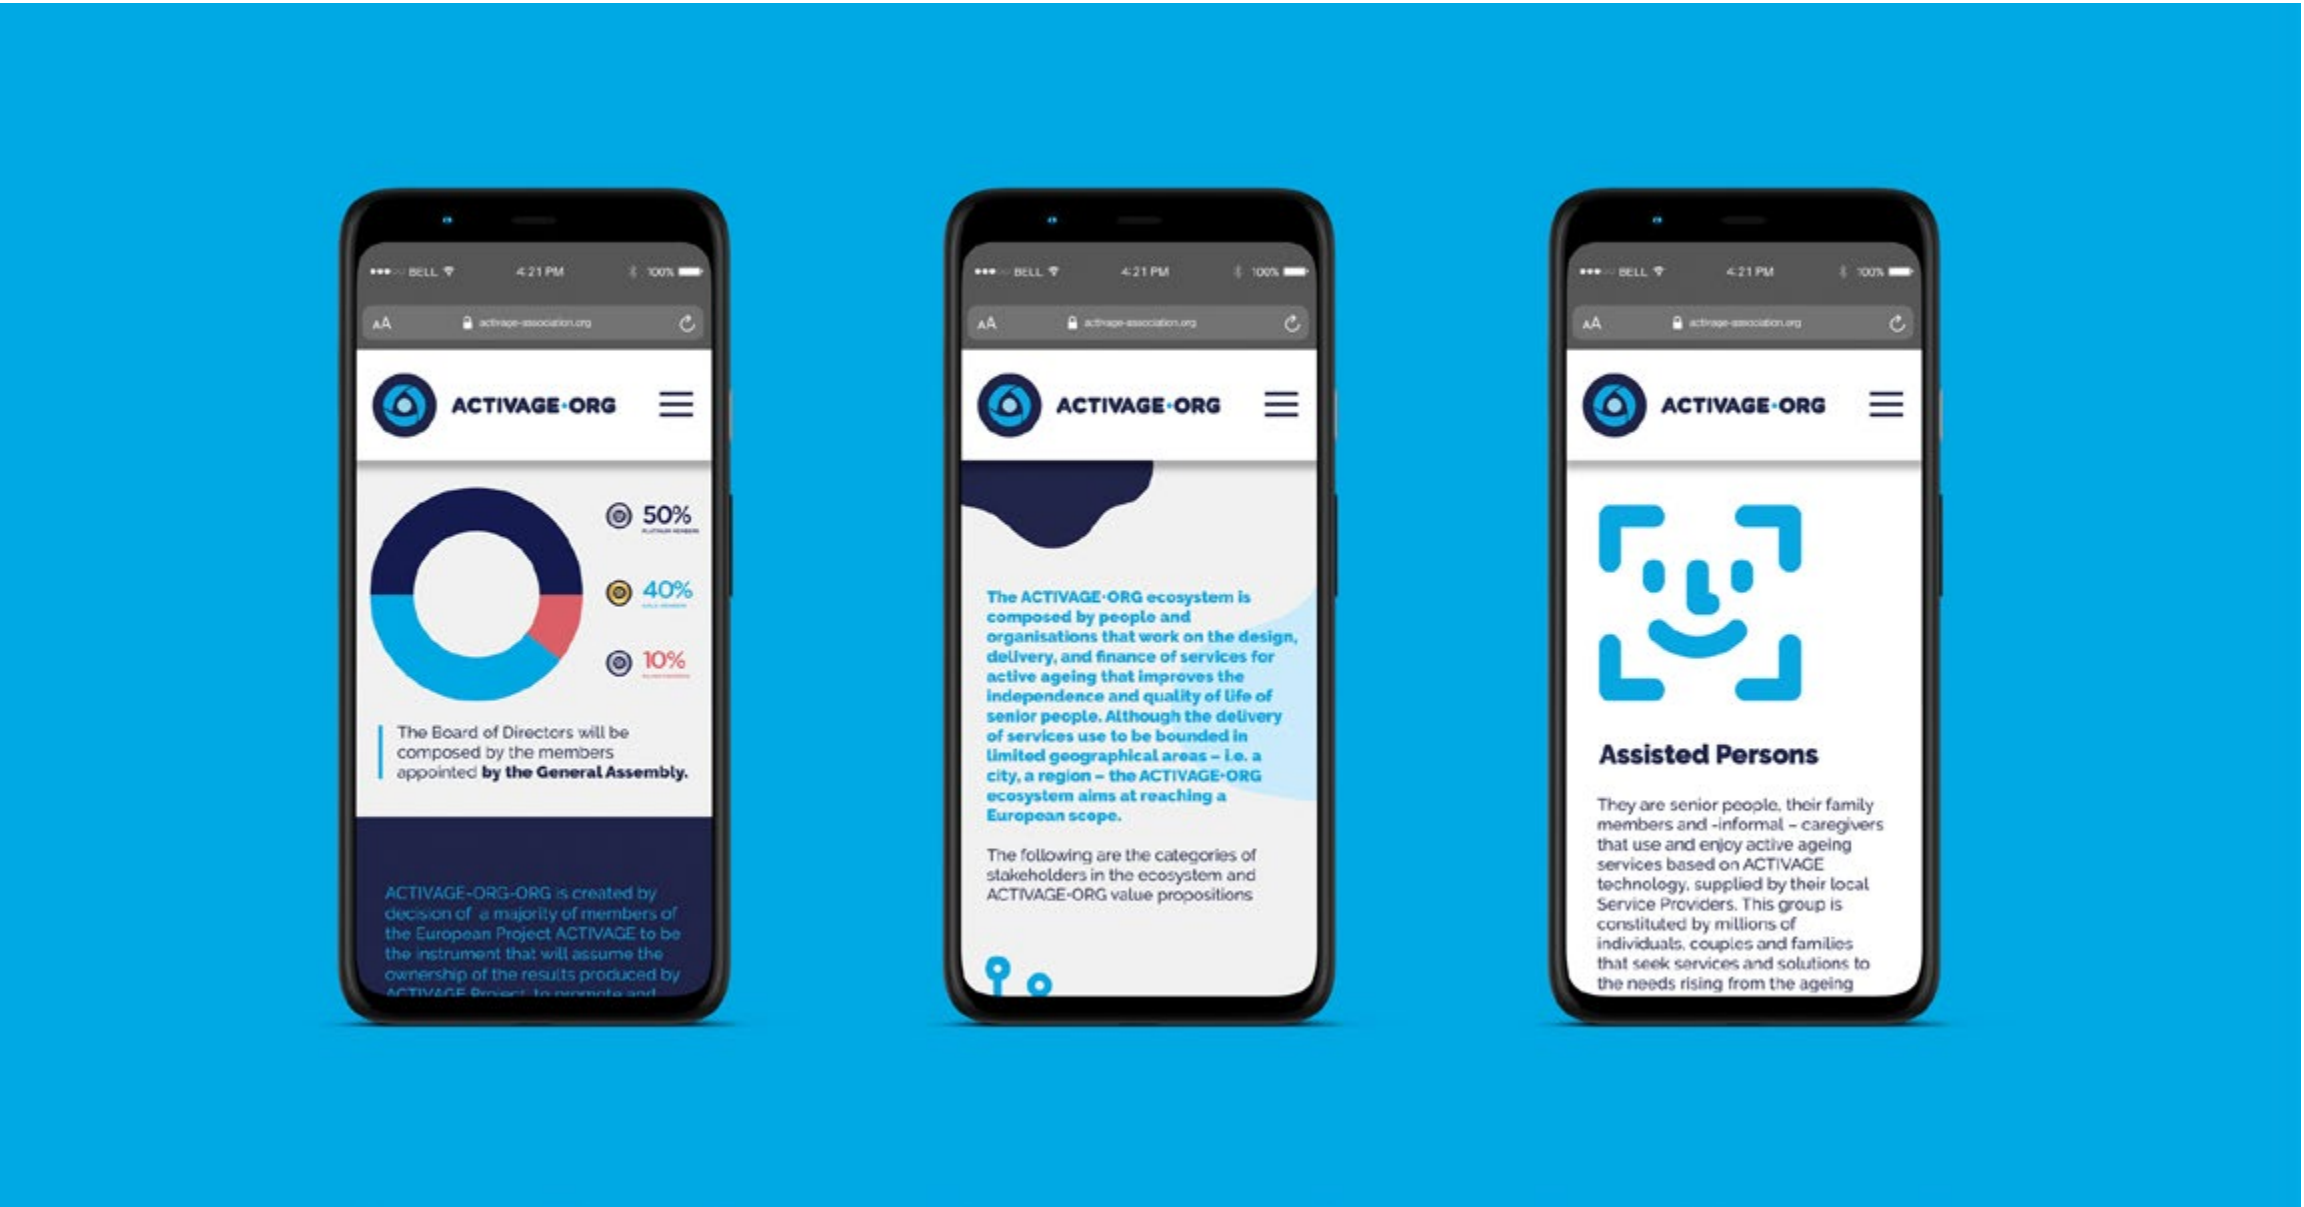 BELL
4:21 PM
100%
AA
activage-association.org
ACTIVAGE·ORG
50%
PLATINUM MEMBERS
40%
GOLD MEMBERS
10%
The Board of Directors will be
composed by the members
appointed by the General Assembly.
ACTIVAGE-ORG-ORG is created by
decision of a majority of members of
the European Project ACTIVAGE to be
the instrument that will assume the
ownership of the results produced by
ACTIVAGE Project, to promote and
BELL
4:21 PM
100%
AA
activage-association.org
ACTIVAGE·ORG
The ACTIVAGE·ORG ecosystem is
composed by people and
organisations that work on the design,
delivery, and finance of services for
active ageing that improves the
independence and quality of life of
senior people. Although the delivery
of services use to be bounded in
limited geographical areas – i.e. a
city, a region – the ACTIVAGE·ORG
ecosystem aims at reaching a
European scope.
The following are the categories of
stakeholders in the ecosystem and
ACTIVAGE·ORG value propositions
BELL
4:21 PM
100%
AA
activage-association.org
ACTIVAGE·ORG
Assisted Persons
They are senior people, their family
members and -informal – caregivers
that use and enjoy active ageing
services based on ACTIVAGE
technology, supplied by their local
Service Providers. This group is
constituted by millions of
individuals, couples and families
that seek services and solutions to
the needs rising from the ageing